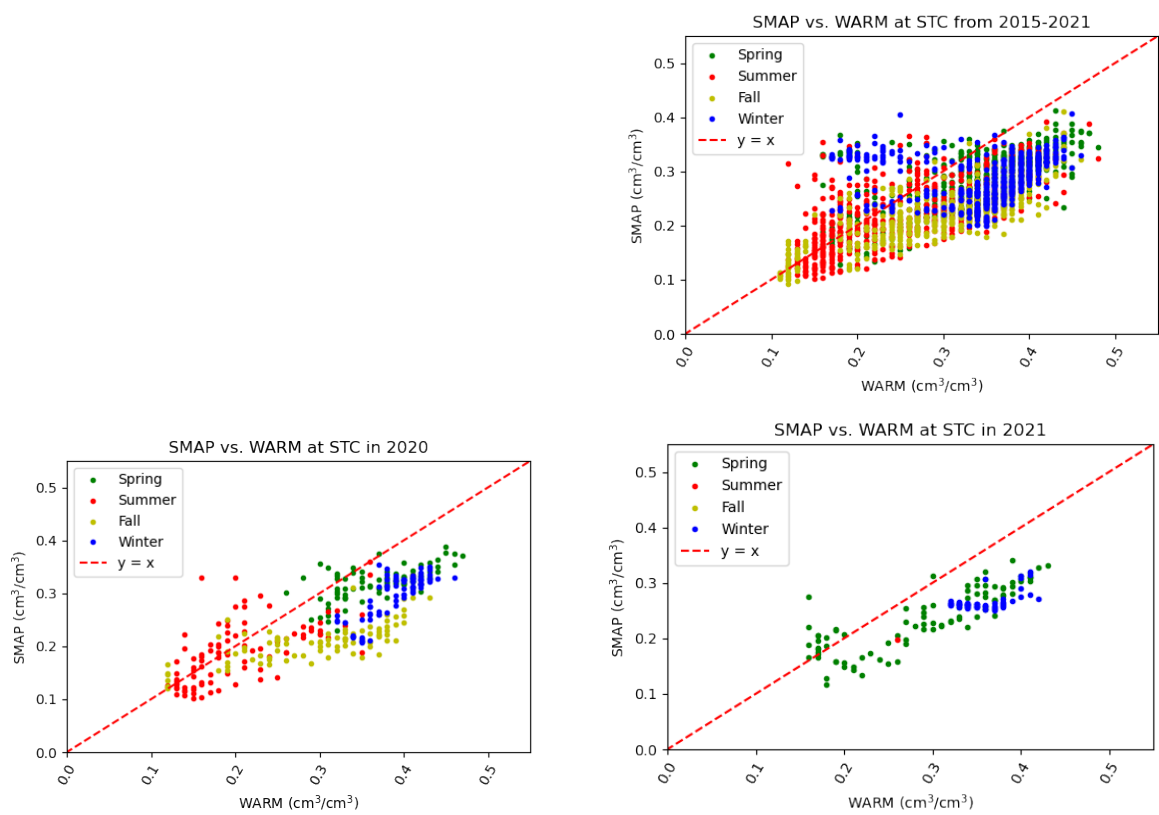 SMAP vs. WARM at STC from 2015-2021
Spring
Summer
Fall
Winter
y = x
0.5
0.4
0.3
0.2
0.1
0.0
SMAP (cm³/cm³)
0.0 0.1 0.2 0.3 0.4 0.5
WARM (cm³/cm³)
SMAP vs. WARM at STC in 2020
Spring
Summer
Fall
Winter
y = x
0.5
0.4
0.3
0.2
0.1
0.0
SMAP (cm³/cm³)
0.0 0.1 0.2 0.3 0.4 0.5
WARM (cm³/cm³)
SMAP vs. WARM at STC in 2021
Spring
Summer
Fall
Winter
y = x
0.5
0.4
0.3
0.2
0.1
0.0
SMAP (cm³/cm³)
0.0 0.1 0.2 0.3 0.4 0.5
WARM (cm³/cm³)